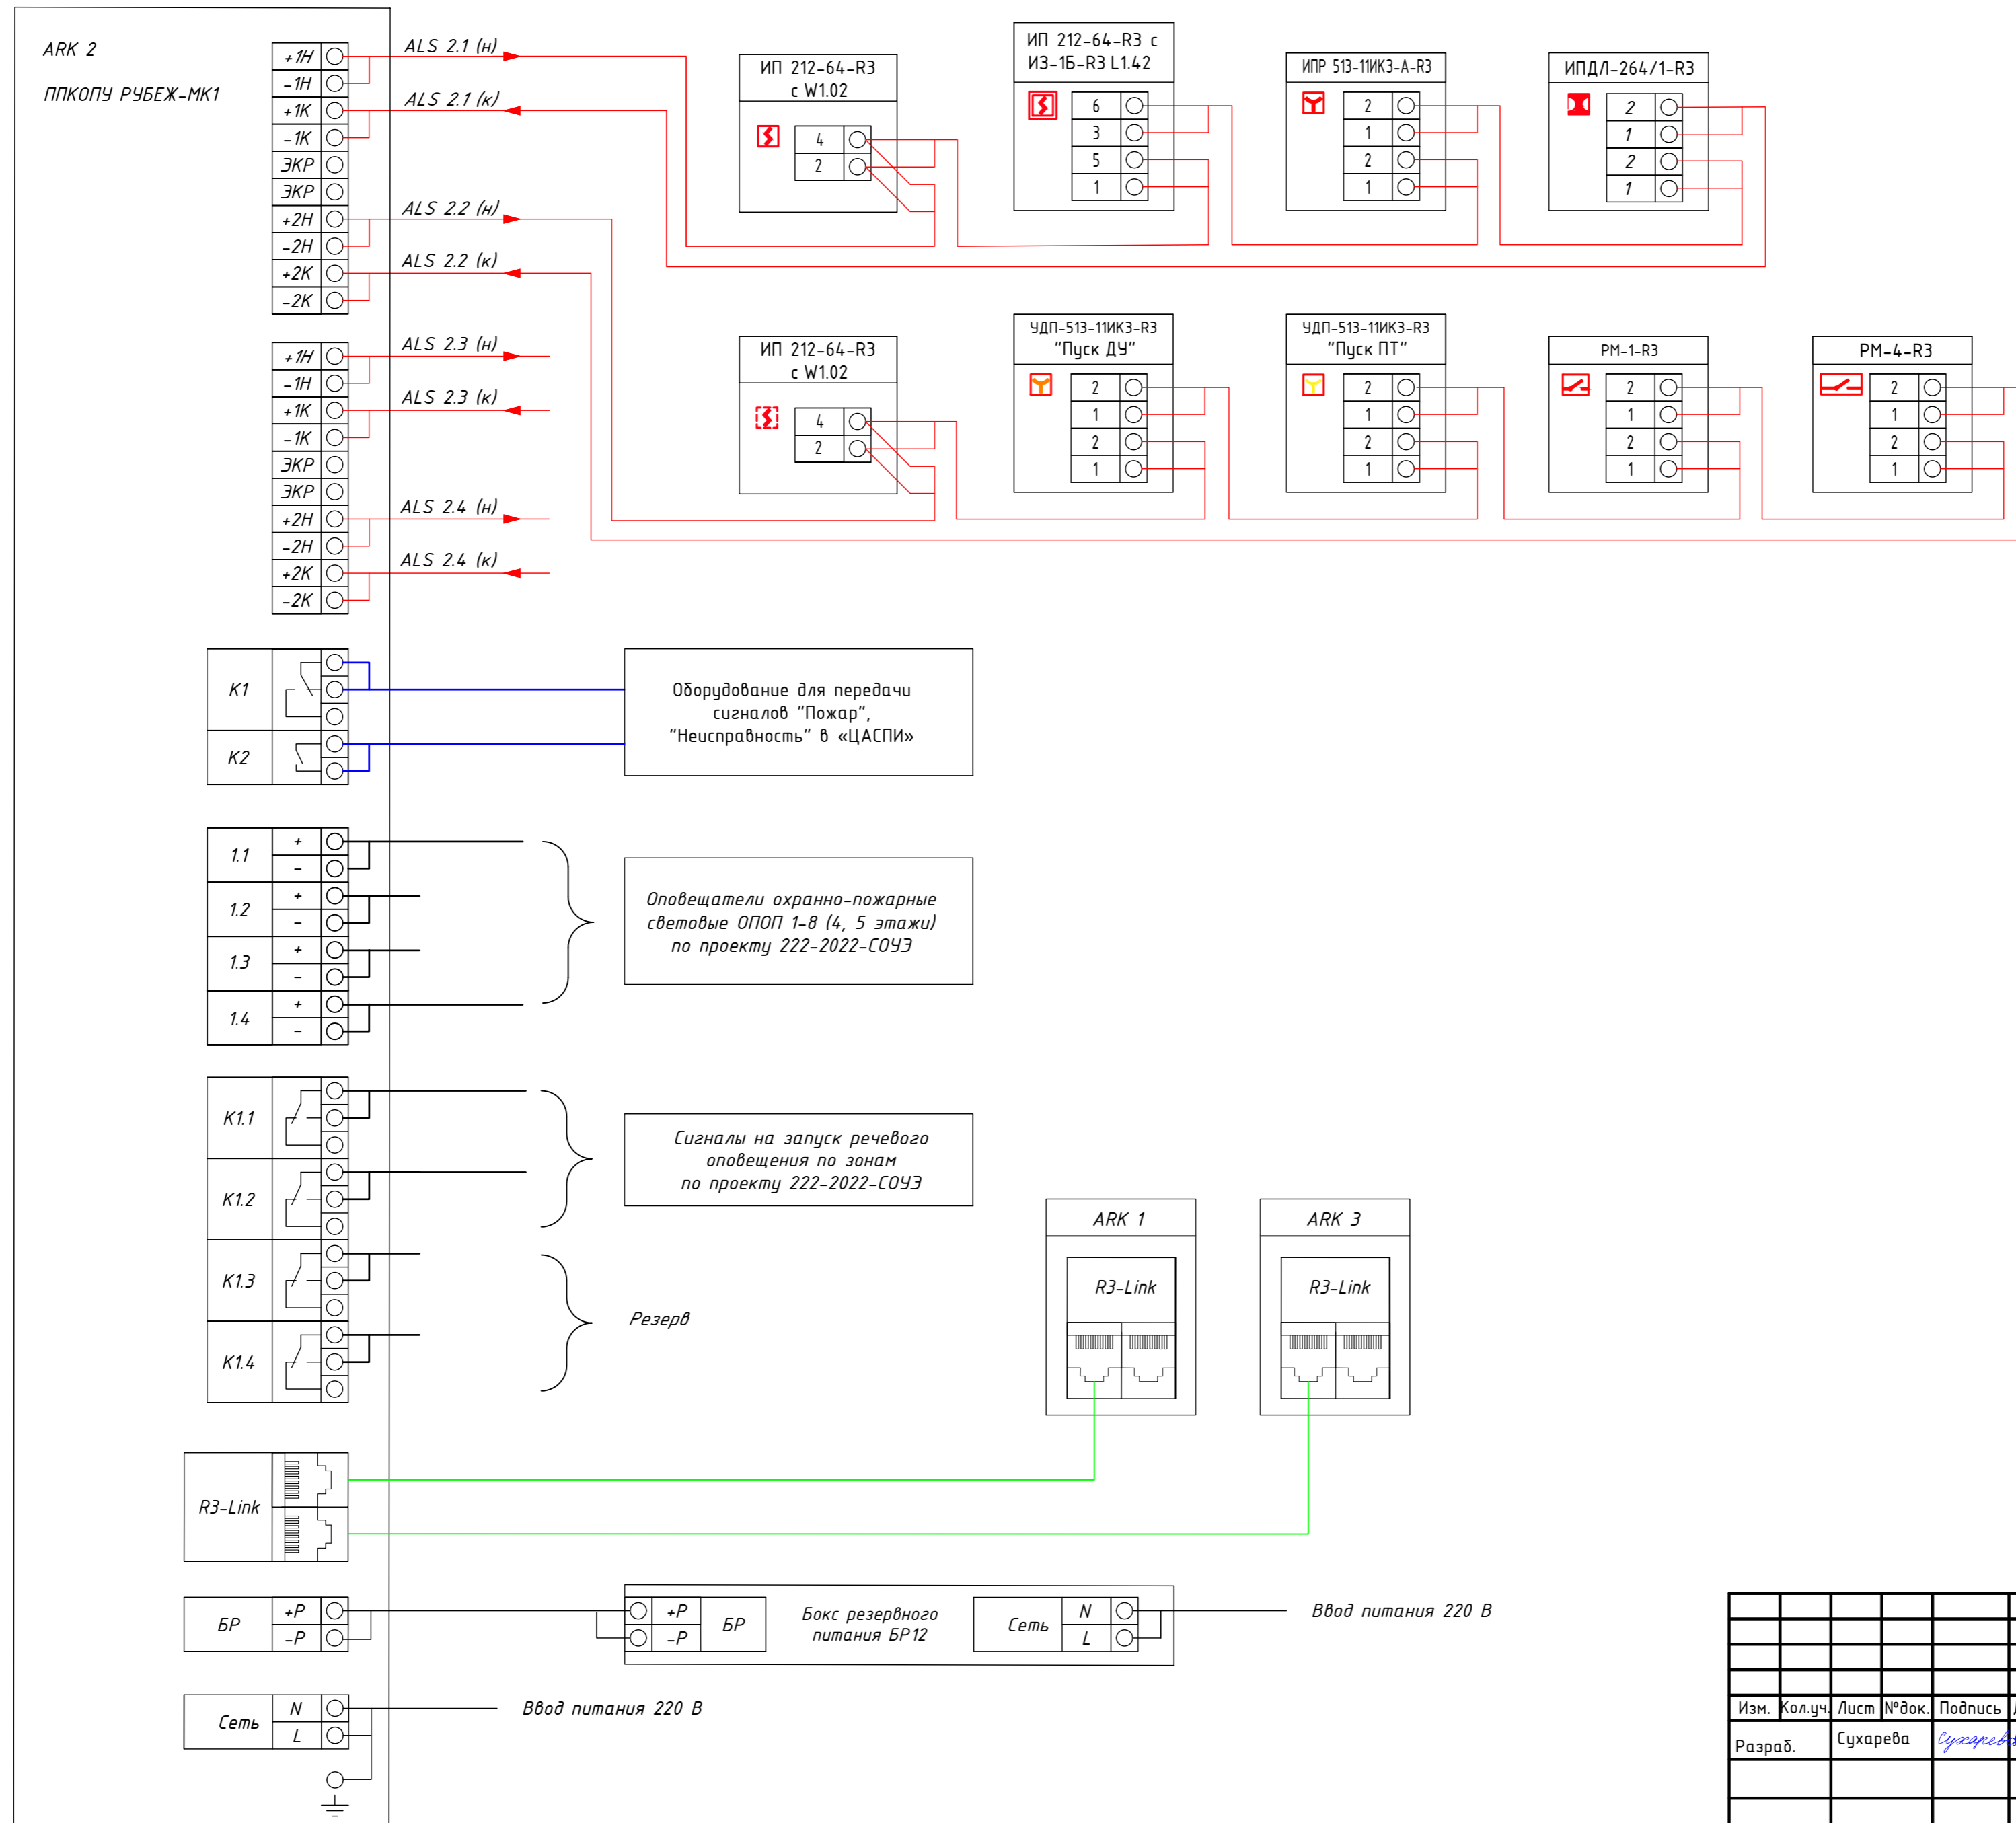 ARK 2
ППКОПУ РУБЕЖ-МК1
+1Н
-1Н
+1К
-1К
ЭКР
ЭКР
+2Н
-2Н
+2К
-2К
ALS 2.1 (н)
ALS 2.1 (к)
ALS 2.2 (н)
ALS 2.2 (к)
ИП 212-64-R3
с W1.02
4
2
ИП 212-64-R3 с
ИЗ-1Б-R3 L1.42
6
3
5
1
ИПР 513-11ИКЗ-А-R3
2
1
2
1
ИПДЛ-264/1-R3
2
1
2
1
+1Н
-1Н
+1К
-1К
ЭКР
ЭКР
+2Н
-2Н
+2К
-2К
ALS 2.3 (н)
ALS 2.3 (к)
ALS 2.4 (н)
ALS 2.4 (к)
ИП 212-64-R3
с W1.02
4
2
УДП-513-11ИКЗ-R3
"Пуск ДУ"
2
1
2
1
УДП-513-11ИКЗ-R3
"Пуск ПТ"
2
1
2
1
РМ-1-R3
2
1
2
1
РМ-4-R3
2
1
2
1
К1
К2
Оборудование для передачи
сигналов "Пожар",
"Неисправность" в «ЦАСПИ»
1.1
+
-
1.2
+
-
1.3
+
-
1.4
+
-
Оповещатели охранно-пожарные
световые ОПОП 1-8 (4, 5 этажи)
по проекту 222-2022-СОУЭ
К1.1
К1.2
К1.3
К1.4
Сигналы на запуск речевого
оповещения по зонам
по проекту 222-2022-СОУЭ
Резерв
ARK 1
R3-Link
ARK 3
R3-Link
R3-Link
БР
+Р
-Р
+Р
-Р
БР
Бокс резервного
питания БР12
Сеть
N
L
Ввод питания 220 В
Сеть
N
L
Ввод питания 220 В
Изм. Кол.уч. Лист №док. Подпись
Разраб. Сухарева Сухарева